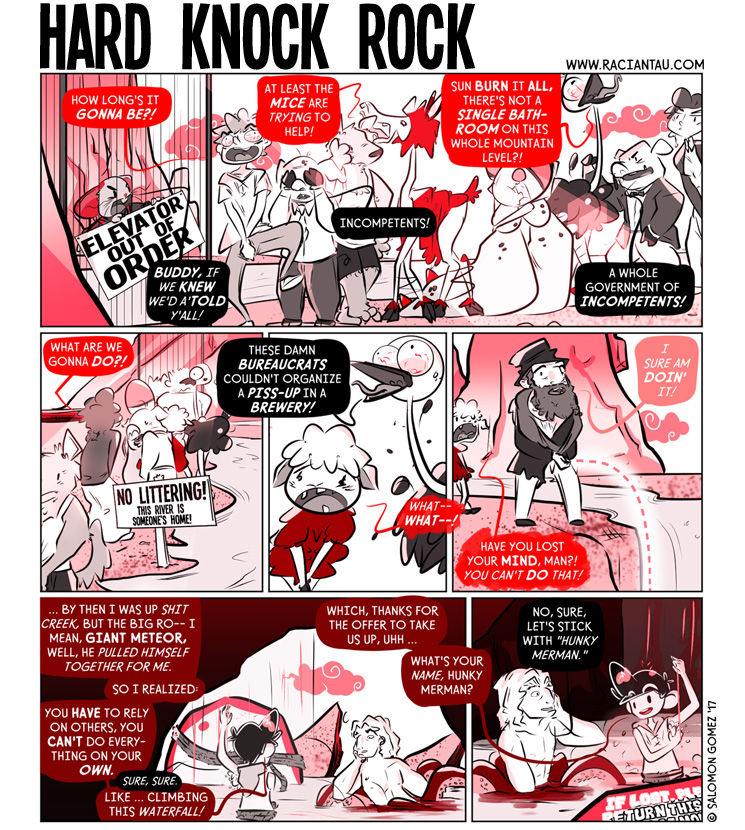 HARD KNOCK ROCK
WWW.RACIANTAU.COM
HOW LONG'S IT
GONNA BE?!
ELEVATOR
OUT OF
ORDER
BUDDY, IF
WE KNEW
WE'D A'TOLD
Y'ALL!
AT LEAST THE
MICE ARE
TRYING TO
HELP!
INCOMPETENTS!
SUN BURN IT ALL,
THERE'S NOT A
SINGLE BATH-
ROOM ON THIS
WHOLE MOUNTAIN
LEVEL?!
A WHOLE
GOVERNMENT OF
INCOMPETENTS!
WHAT ARE WE
GONNA DO?!
NO LITTERING!
THIS RIVER IS
SOMEONE'S HOME!
THESE DAMN
BUREAUCRATS
COULDN'T ORGANIZE
A PISS-UP IN A
BREWERY!
WHAT--
WHAT--!
I
SURE AM
DOIN'
IT!
HAVE YOU LOST
YOUR MIND, MAN?!
YOU CAN'T DO THAT!
... BY THEN I WAS UP SHIT
CREEK, BUT THE BIG RO-- I
MEAN, GIANT METEOR,
WELL, HE PULLED HIMSELF
TOGETHER FOR ME.
SO I REALIZED:
YOU HAVE TO RELY
ON OTHERS, YOU
CAN'T DO EVERY-
THING ON YOUR
OWN.
SURE, SURE.
LIKE ... CLIMBING
THIS WATERFALL!
WHICH, THANKS FOR
THE OFFER TO TAKE
US UP, UHH ...
WHAT'S YOUR
NAME, HUNKY
MERMAN?
NO, SURE,
LET'S STICK
WITH "HUNKY
MERMAN."
IF LOST, PLE
RETURN THIS
© SALOMON GOMEZ '17